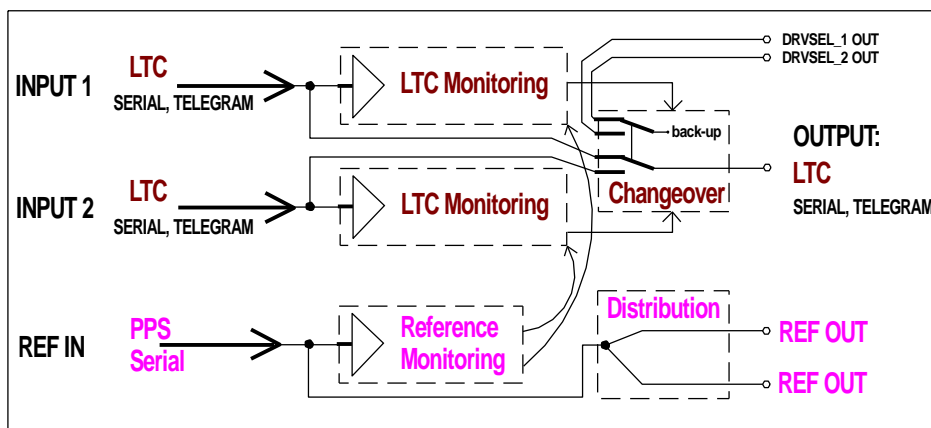 DRVSEL_1 OUT
DRVSEL_2 OUT
INPUT 1
LTC
SERIAL, TELEGRAM
LTC Monitoring
back-up
Changeover
OUTPUT:
LTC
SERIAL, TELEGRAM
INPUT 2
LTC
SERIAL, TELEGRAM
LTC Monitoring
REF IN
PPS
Serial
Reference
Monitoring
Distribution
REF OUT
REF OUT